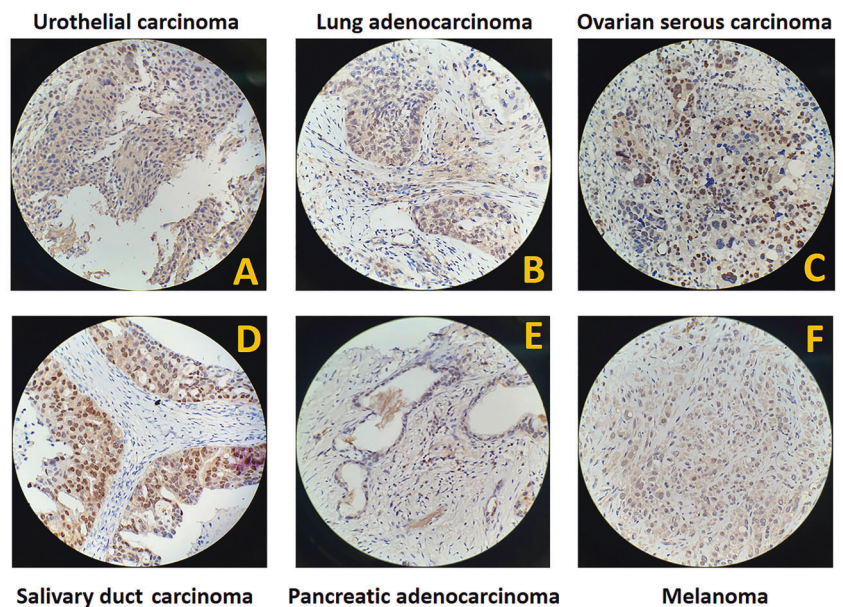 Urothelial carcinoma
Lung adenocarcinoma
Ovarian serous carcinoma
A
B
C
D
E
F
Salivary duct carcinoma
Pancreatic adenocarcinoma
Melanoma